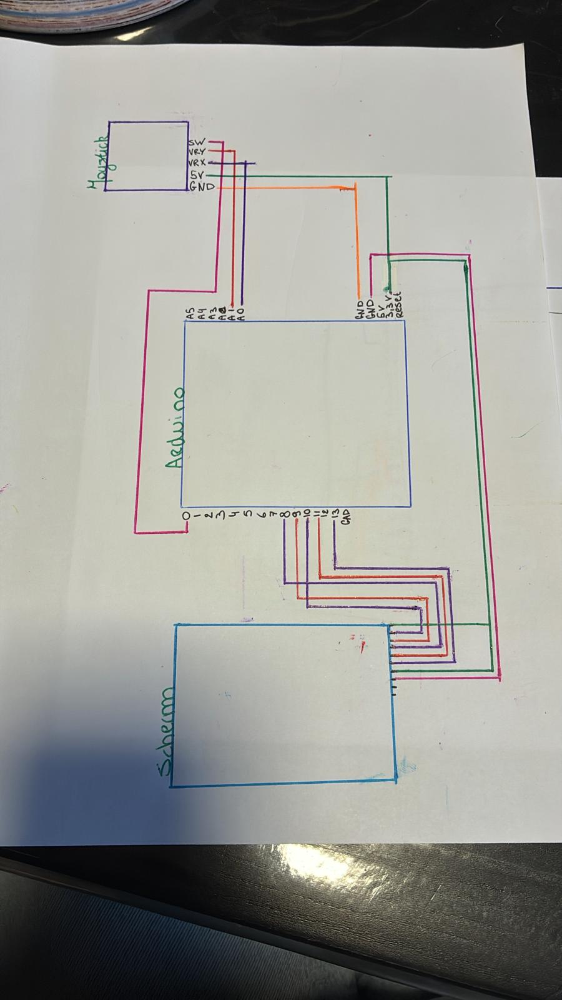 Moystick
SW
VRY
VRX
5V
GND
A5
A4
A3
A2
A1
A0
GND
GND
5V
3,3V
Reset
Arduino
0
1
2
3
4
5
6
7
8
9
10
11
12
13
GND
Scherm